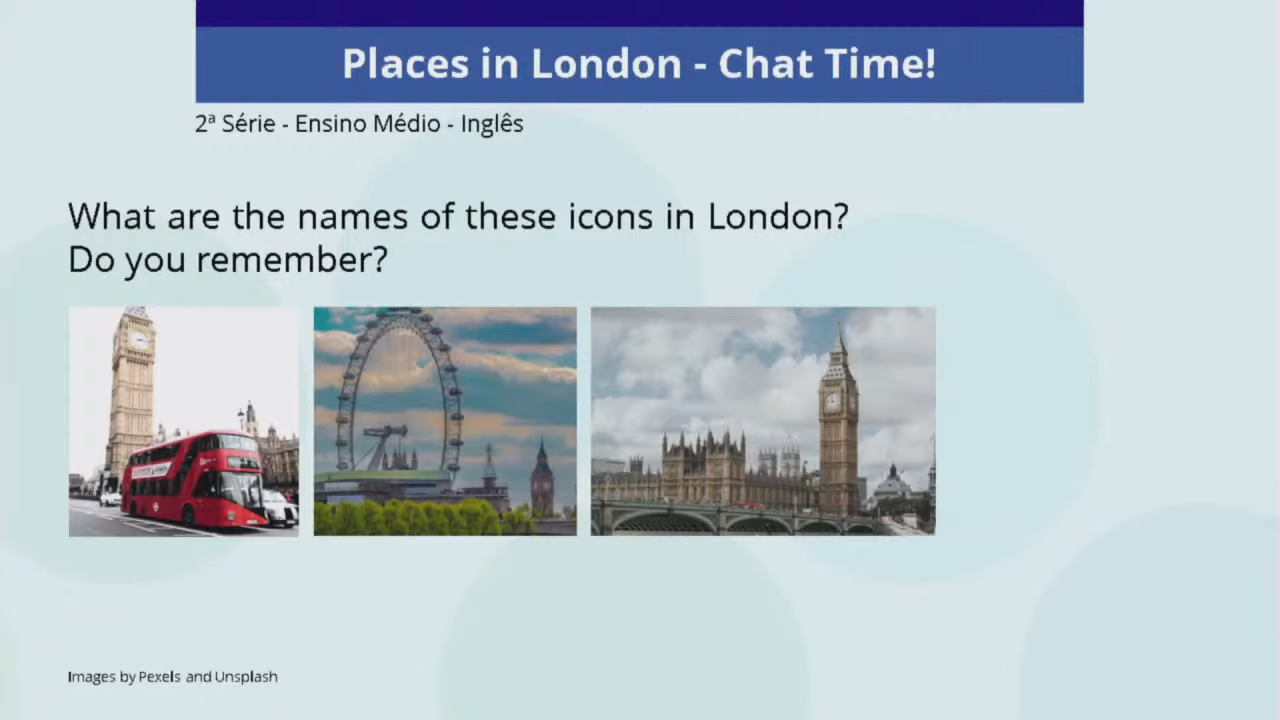 Places in London - Chat Time!
2ª Série - Ensino Médio - Inglês
What are the names of these icons in London?
Do you remember?
Images by Pexels and Unsplash